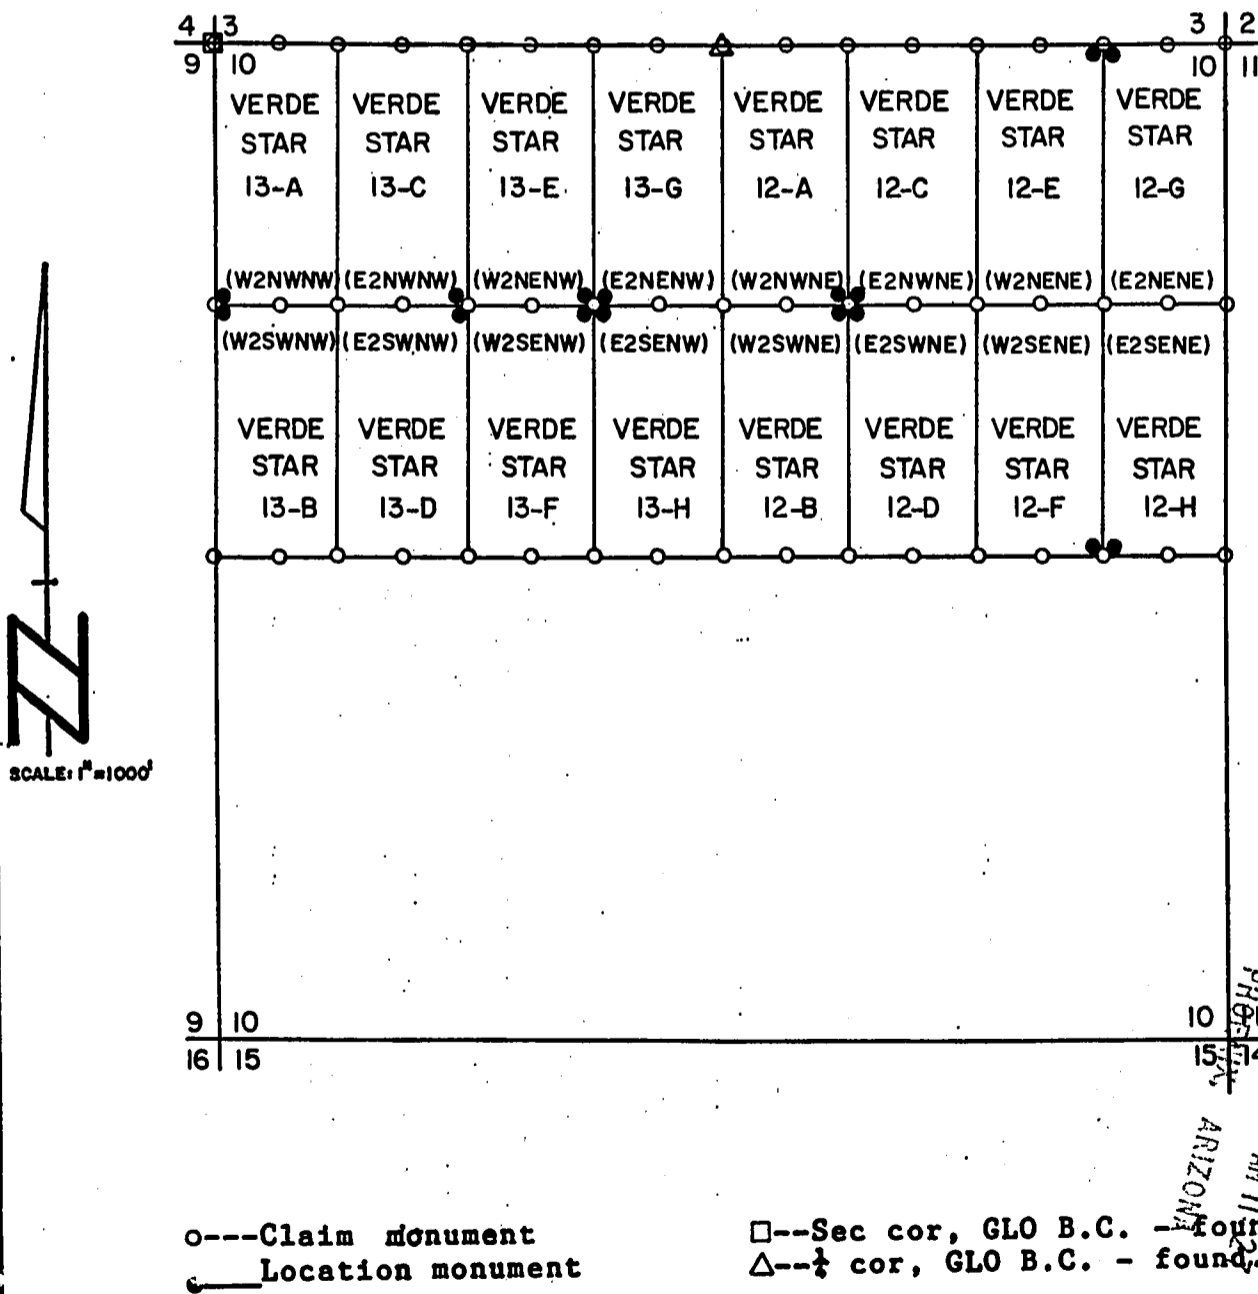 4 3
3 2
9 10
10 11
VERDE STAR 13-A
VERDE STAR 13-C
VERDE STAR 13-E
VERDE STAR 13-G
VERDE STAR 12-A
VERDE STAR 12-C
VERDE STAR 12-E
VERDE STAR 12-G
(W2NWNW) (E2NWNW) (W2NENW) (E2NENW) (W2NWNE) (E2NWNE) (W2NENE) (E2NENE)
(W2SWNW) (E2SWNW) (W2SENW) (E2SENW) (W2SWNE) (E2SWNE) (W2SENE) (E2SENE)
VERDE STAR 13-B
VERDE STAR 13-D
VERDE STAR 13-F
VERDE STAR 13-H
VERDE STAR 12-B
VERDE STAR 12-D
VERDE STAR 12-F
VERDE STAR 12-H
N
SCALE: 1"=1000'
9 10
10
16 15
15 14
ARIZONA
o---Claim monument
Location monument
□--Sec cor, GLO B.C. -
△--¼ cor, GLO B.C. - found